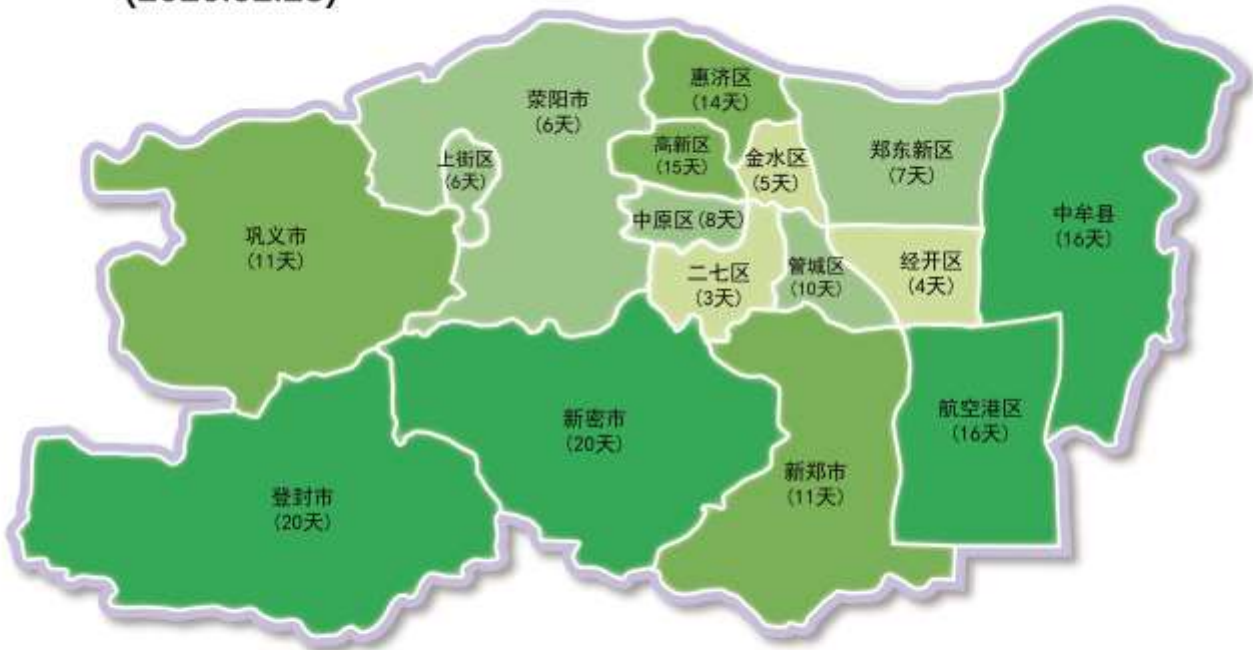 惠济区
(14天)
荥阳市
(6天)
高新区
(15天)
金水区
(5天)
郑东新区
(7天)
上街区
(6天)
中原区(8天)
中牟县
(16天)
巩义市
(11天)
二七区
(3天)
管城区
(10天)
经开区
(4天)
新密市
(20天)
航空港区
(16天)
新郑市
(11天)
登封市
(20天)